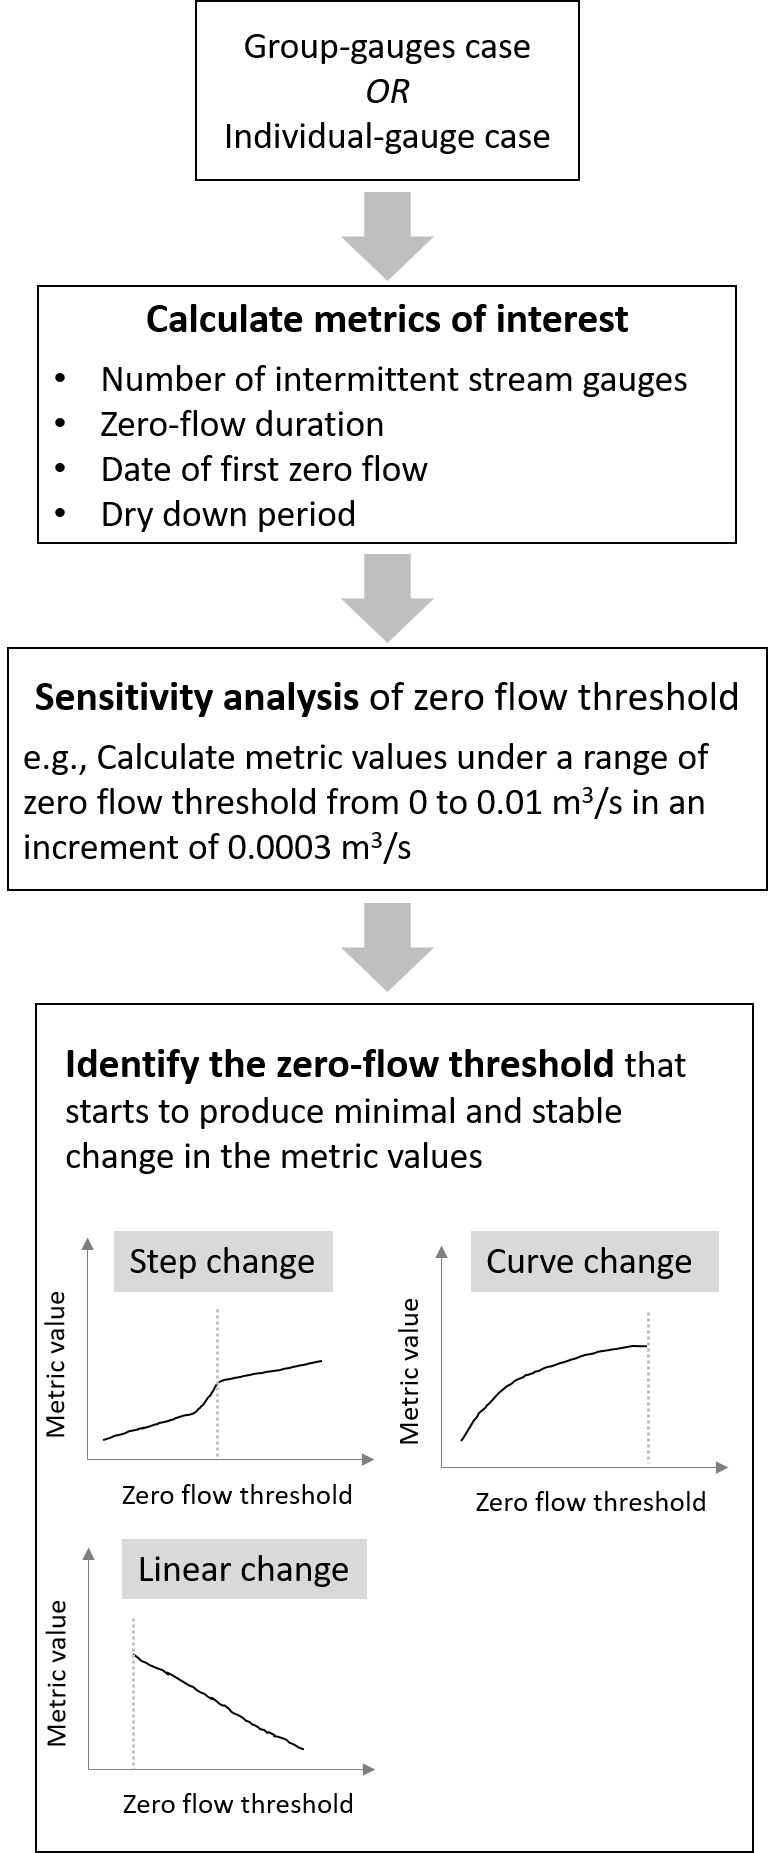 Group-gauges case
OR
Individual-gauge case
Calculate metrics of interest
• Number of intermittent stream gauges
• Zero-flow duration
• Date of first zero flow
• Dry down period
Sensitivity analysis of zero flow threshold
e.g., Calculate metric values under a range of
zero flow threshold from 0 to 0.01 m³/s in an
increment of 0.0003 m³/s
Identify the zero-flow threshold that
starts to produce minimal and stable
change in the metric values
Step change
Metric value
Zero flow threshold
Curve change
Metric value
Zero flow threshold
Linear change
Metric value
Zero flow threshold